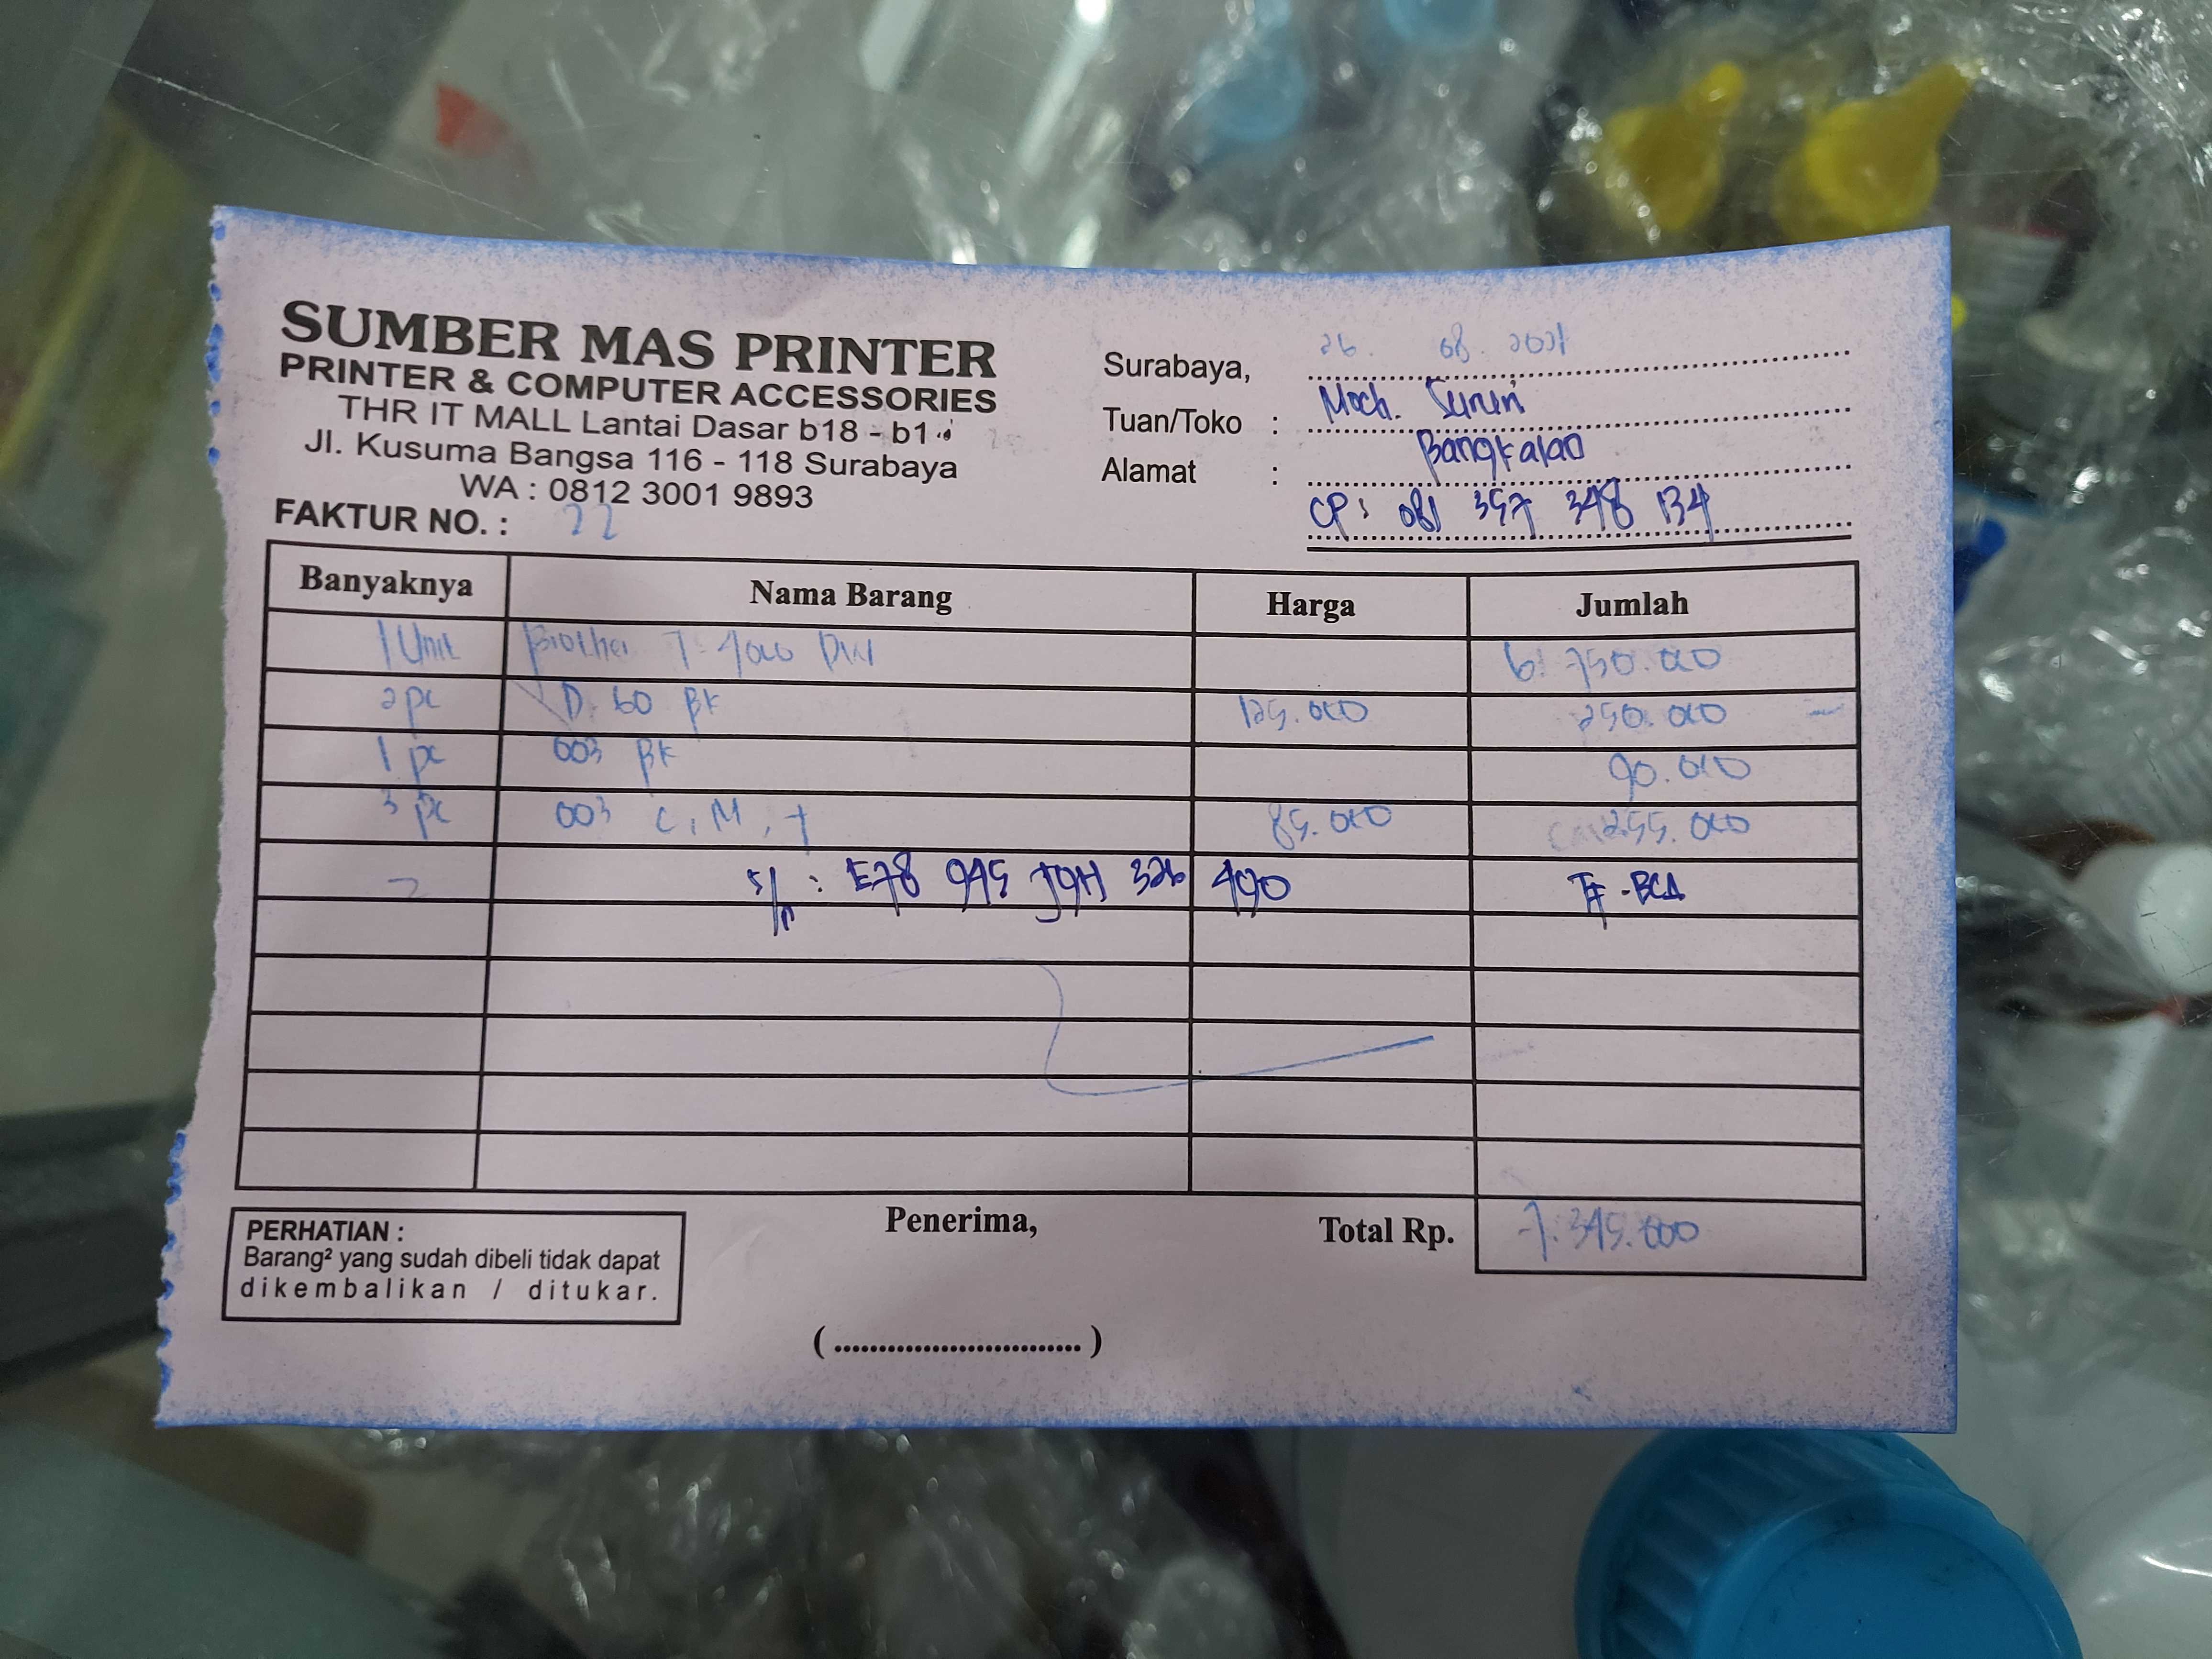 SUMBER MAS PRINTER
PRINTER & COMPUTER ACCESSORIES
THR IT MALL Lantai Dasar b18 - b1
Jl. Kusuma Bangsa 116 - 118 Surabaya
WA : 0812 3001 9893
FAKTUR NO. : 22
Surabaya, 26. 08. 2021
Tuan/Toko : Moch.
Alamat : Bangkalan
CP: 081 357 348 134
Banyaknya Nama Barang Harga Jumlah
1 Unit Brother T-4000 DW 6.750.000
2 pc D.60 BK 125.000 250.000
1 pc 003 BK 90.000
3 pc 003 C, M, Y 85.000 255.000
s/n : E78 945 J9H 326 490 TF-BCA
PERHATIAN :
Barang² yang sudah dibeli tidak dapat
dikembalikan / ditukar.
Penerima,
(............................)
Total Rp. 7.345.000